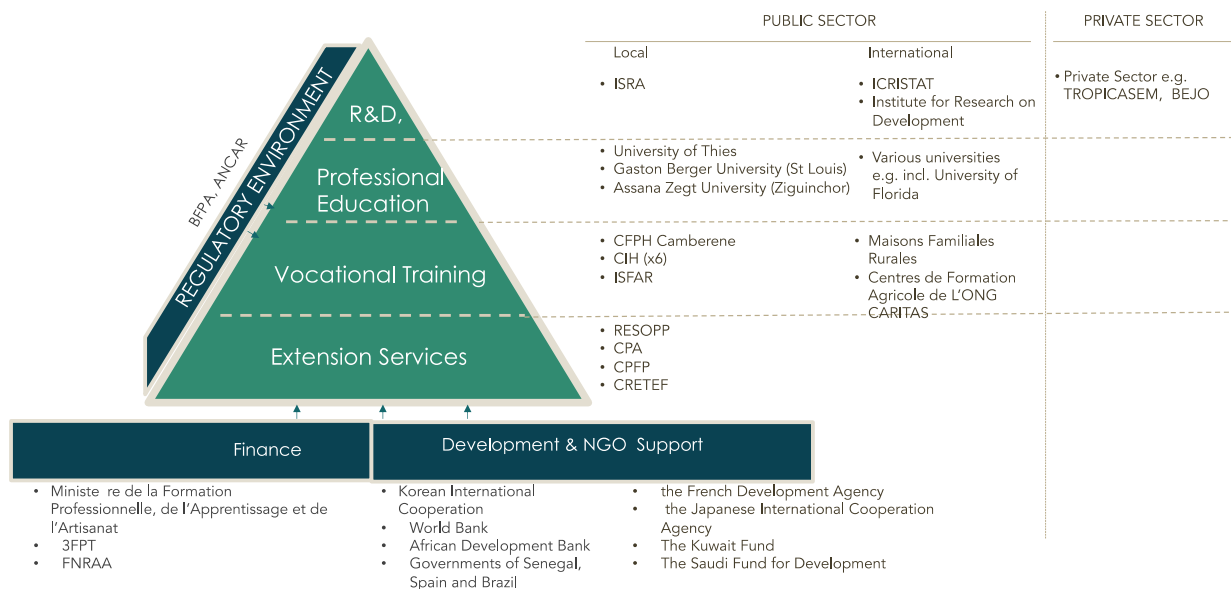 PUBLIC SECTOR
PRIVATE SECTOR
Local
International
• ISRA
• ICRISTAT
• Institute for Research on
Development
• Private Sector e.g.
TROPICASEM, BEJO
R&D,
• University of Thies
• Gaston Berger University (St Louis)
• Assana Zegt University (Ziguinchor)
• Various universities
e.g. incl. University of
Florida
Professional
Education
BFPA, ANCAR
REGULATORY ENVIRONMENT
• CFPH Camberene
• CIH (x6)
• ISFAR
• Maisons Familiales
Rurales
• Centres de Formation
Agricole de L'ONG
CARITAS
Vocational Training
• RESOPP
• CPA
• CPFP
• CRETEF
Extension Services
Finance
Development & NGO Support
• Ministe re de la Formation
Professionnelle, de l'Apprentissage et de
l'Artisanat
• 3FPT
• FNRAA
• Korean International
Cooperation
• World Bank
• African Development Bank
• Governments of Senegal,
Spain and Brazil
• the French Development Agency
• the Japanese International Cooperation
Agency
• The Kuwait Fund
• The Saudi Fund for Development